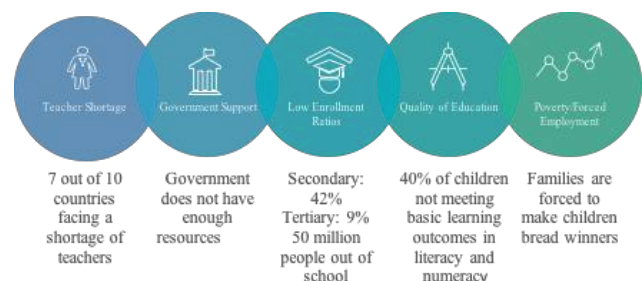 Teacher Shortage
Government Support
Low Enrollment
Ratios
Quality of Education
Poverty/Forced
Employment
7 out of 10
countries
facing a
shortage of
teachers
Government
does not have
enough
resources
Secondary:
42%
Tertiary: 9%
50 million
people out of
school
40% of children
not meeting
basic learning
outcomes in
literacy and
numeracy
Families are
forced to
make children
bread winners